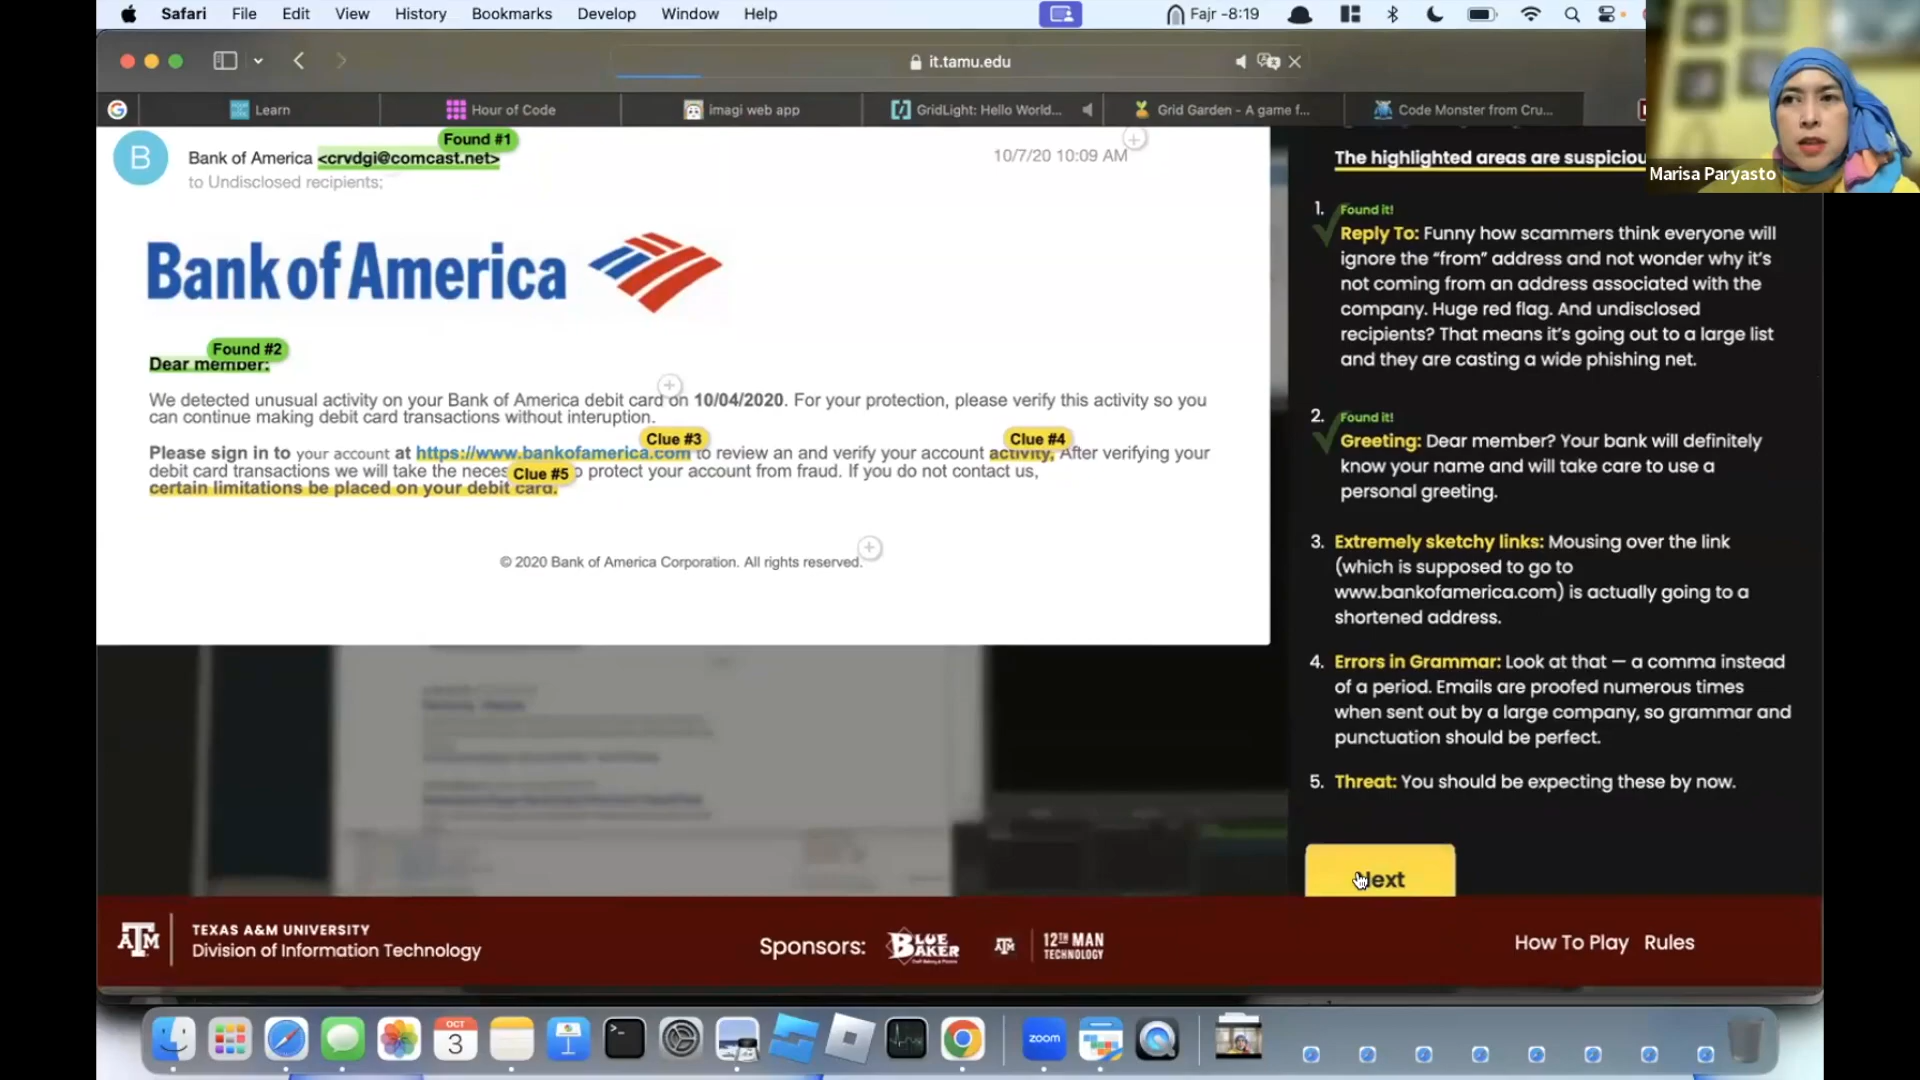 Safari File Edit View History Bookmarks Develop Window Help
Fajr -8:19
it.tamu.edu
Learn
Hour of Code
imagi web app
GridLight: Hello World...
Grid Garden - A game f...
Code Monster from Cru...
Marisa Paryasto
Found #1
B
Bank of America <crvdgi@comcast.net>
10/7/20 10:09 AM
to Undisclosed recipients;
Bank of America
Found #2
Dear member:
We detected unusual activity on your Bank of America debit card on 10/04/2020. For your protection, please verify this activity so you
can continue making debit card transactions without interuption.
Clue #3
Clue #4
Please sign in to your account at https://www.bankofamerica.com to review an and verify your account activity, After verifying your
debit card transactions we will take the neces
Clue #5
o protect your account from fraud. If you do not contact us,
certain limitations be placed on your debit card.
© 2020 Bank of America Corporation. All rights reserved.
The highlighted areas are suspiciou
1. Found it!
Reply To: Funny how scammers think everyone will
ignore the “from” address and not wonder why it’s
not coming from an address associated with the
company. Huge red flag. And undisclosed
recipients? That means it’s going out to a large list
and they are casting a wide phishing net.
2. Found it!
Greeting: Dear member? Your bank will definitely
know your name and will take care to use a
personal greeting.
3. Extremely sketchy links: Mousing over the link
(which is supposed to go to
www.bankofamerica.com) is actually going to a
shortened address.
4. Errors in Grammar: Look at that — a comma instead
of a period. Emails are proofed numerous times
when sent out by a large company, so grammar and
punctuation should be perfect.
5. Threat: You should be expecting these by now.
Next
ATM
TEXAS A&M UNIVERSITY
Division of Information Technology
Sponsors:
BLUE
BAKER
ATM
12TH MAN
TECHNOLOGY
How To Play Rules
OCT
3
zoom